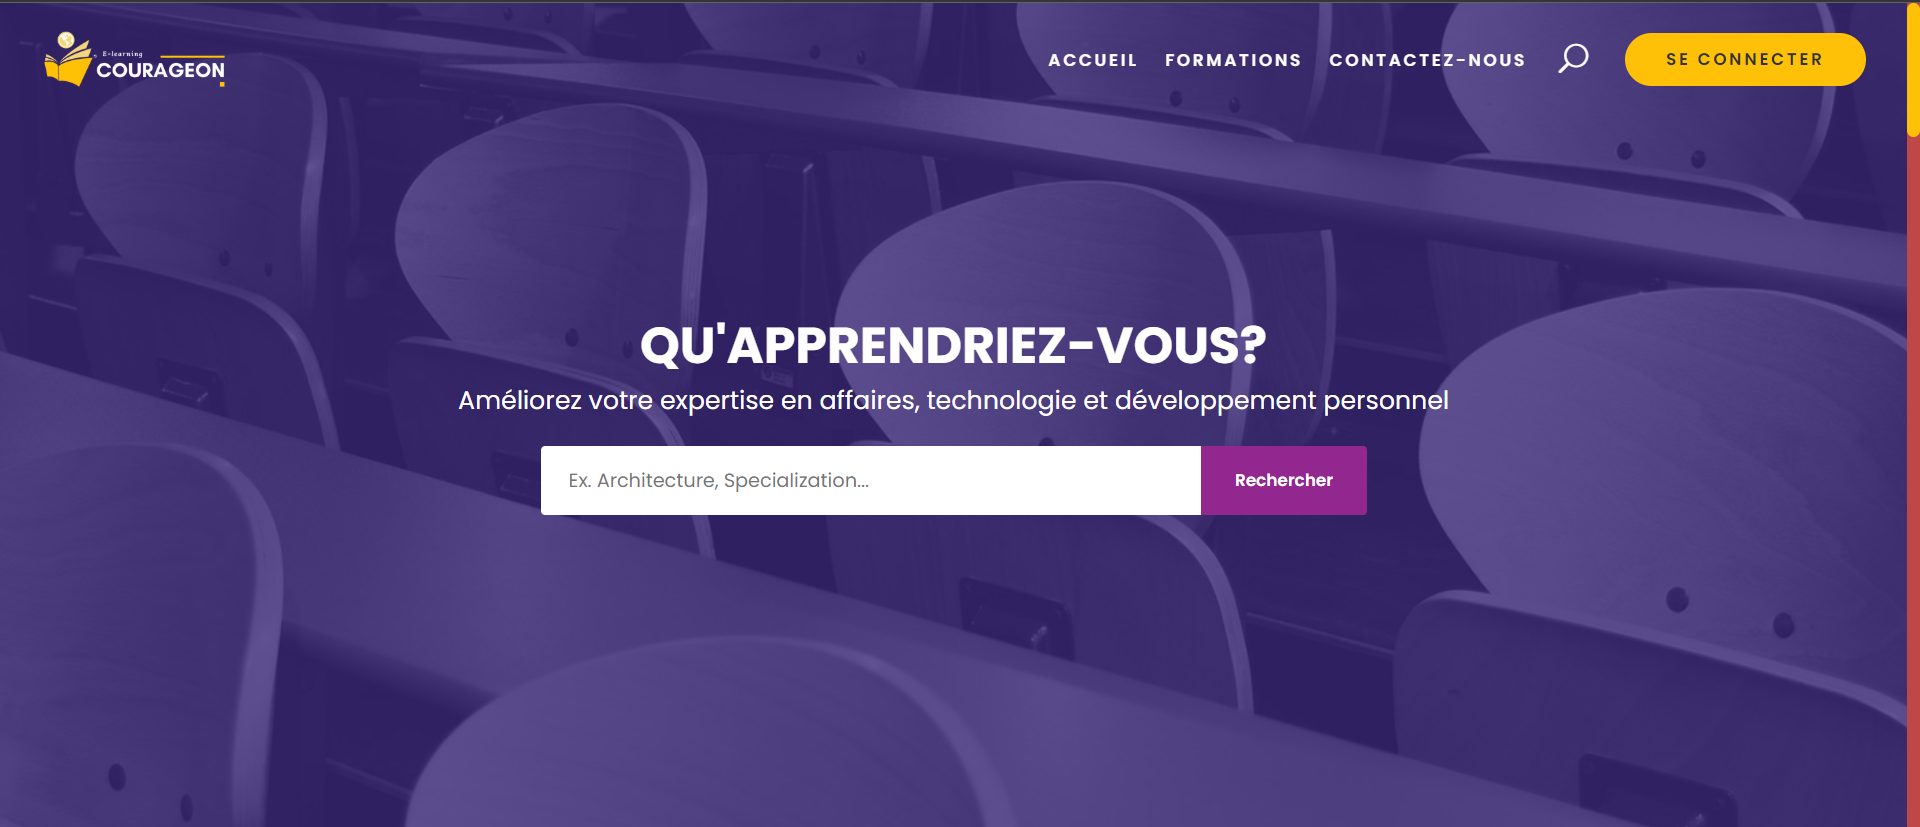 E-learning
COURAGEON
ACCUEIL FORMATIONS CONTACTEZ-NOUS SE CONNECTER
QU'APPRENDRIEZ-VOUS?
Améliorez votre expertise en affaires, technologie et développement personnel
Ex. Architecture, Specialization... Rechercher